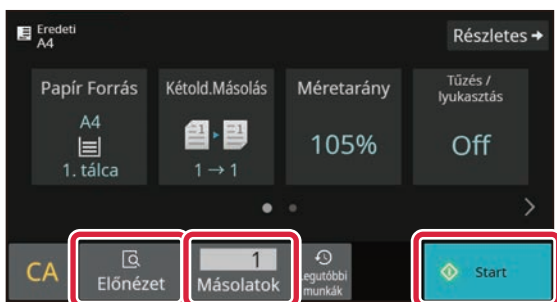 Eredeti
A4
Részletes
Papír Forrás
A4
1. tálca
Kétold.Másolás
1 → 1
Méretarány
105%
Tűzés /
lyukasztás
Off
CA
Előnézet
1
Másolatok
Legutóbbi
munkák
Start